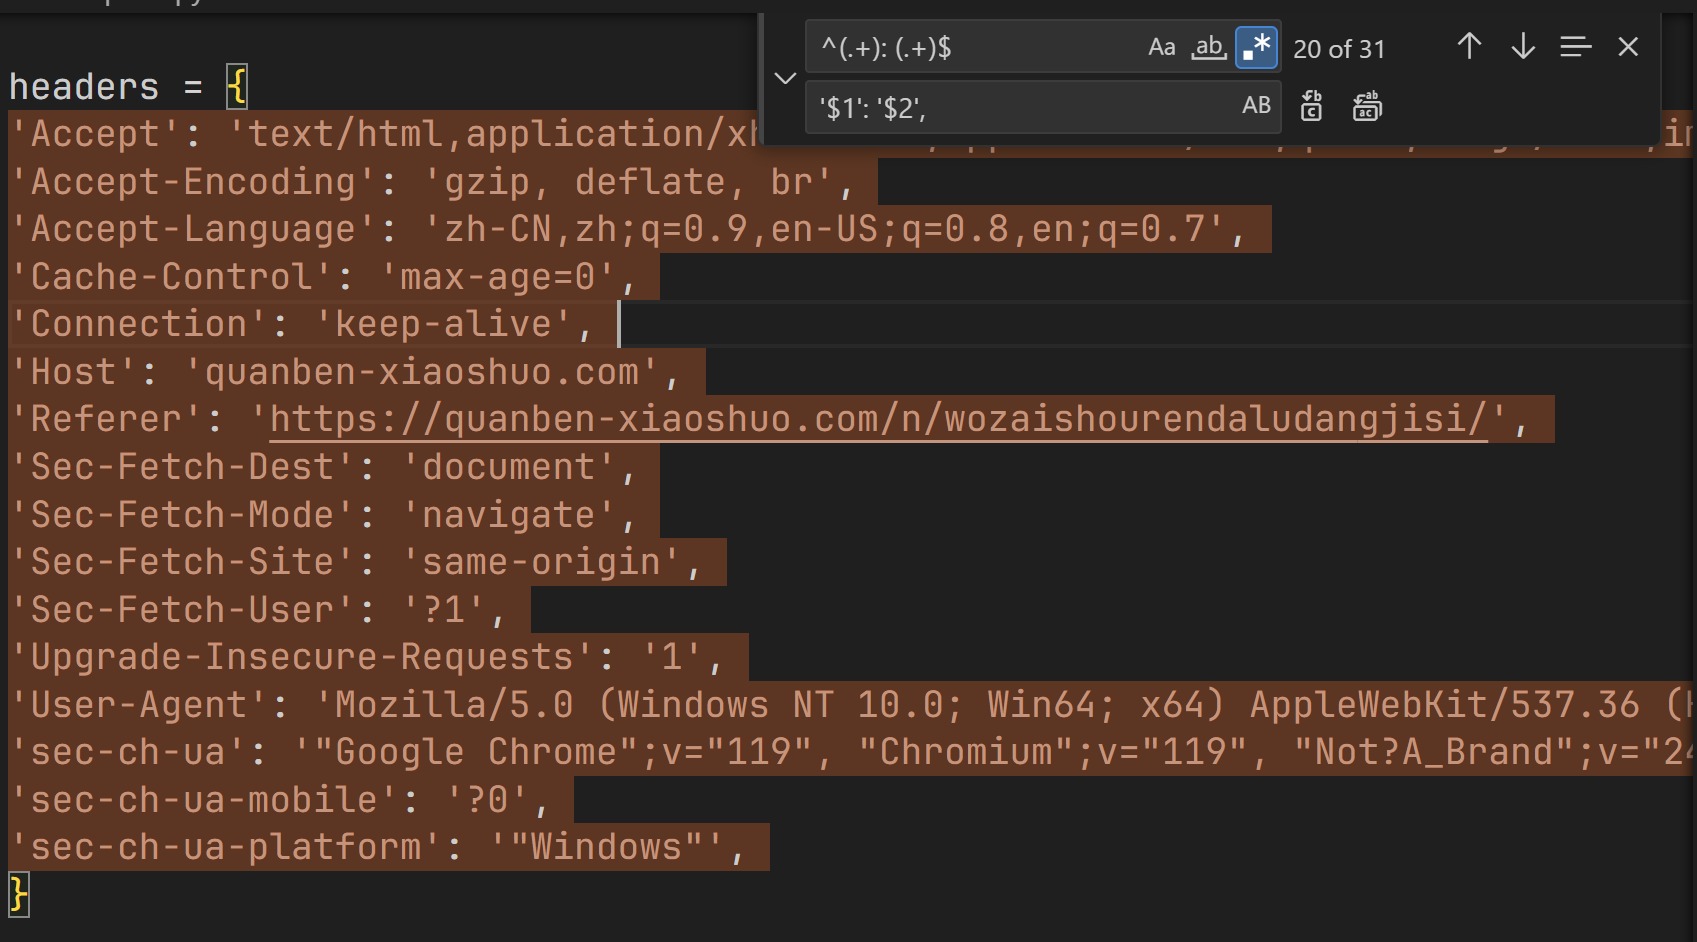 ^(.+): (.+)$
Aa ab .* 20 of 31
'$1': '$2',
AB
headers = {
'Accept': 'text/html,application/
'Accept-Encoding': 'gzip, deflate, br',
'Accept-Language': 'zh-CN,zh;q=0.9,en-US;q=0.8,en;q=0.7',
'Cache-Control': 'max-age=0',
'Connection': 'keep-alive',
'Host': 'quanben-xiaoshuo.com',
'Referer': 'https://quanben-xiaoshuo.com/n/wozaishourendaludangjisi/',
'Sec-Fetch-Dest': 'document',
'Sec-Fetch-Mode': 'navigate',
'Sec-Fetch-Site': 'same-origin',
'Sec-Fetch-User': '?1',
'Upgrade-Insecure-Requests': '1',
'User-Agent': 'Mozilla/5.0 (Windows NT 10.0; Win64; x64) AppleWebKit/537.36 (
'sec-ch-ua': '"Google Chrome";v="119", "Chromium";v="119", "Not?A_Brand";v="24
'sec-ch-ua-mobile': '?0',
'sec-ch-ua-platform': '"Windows"',
}